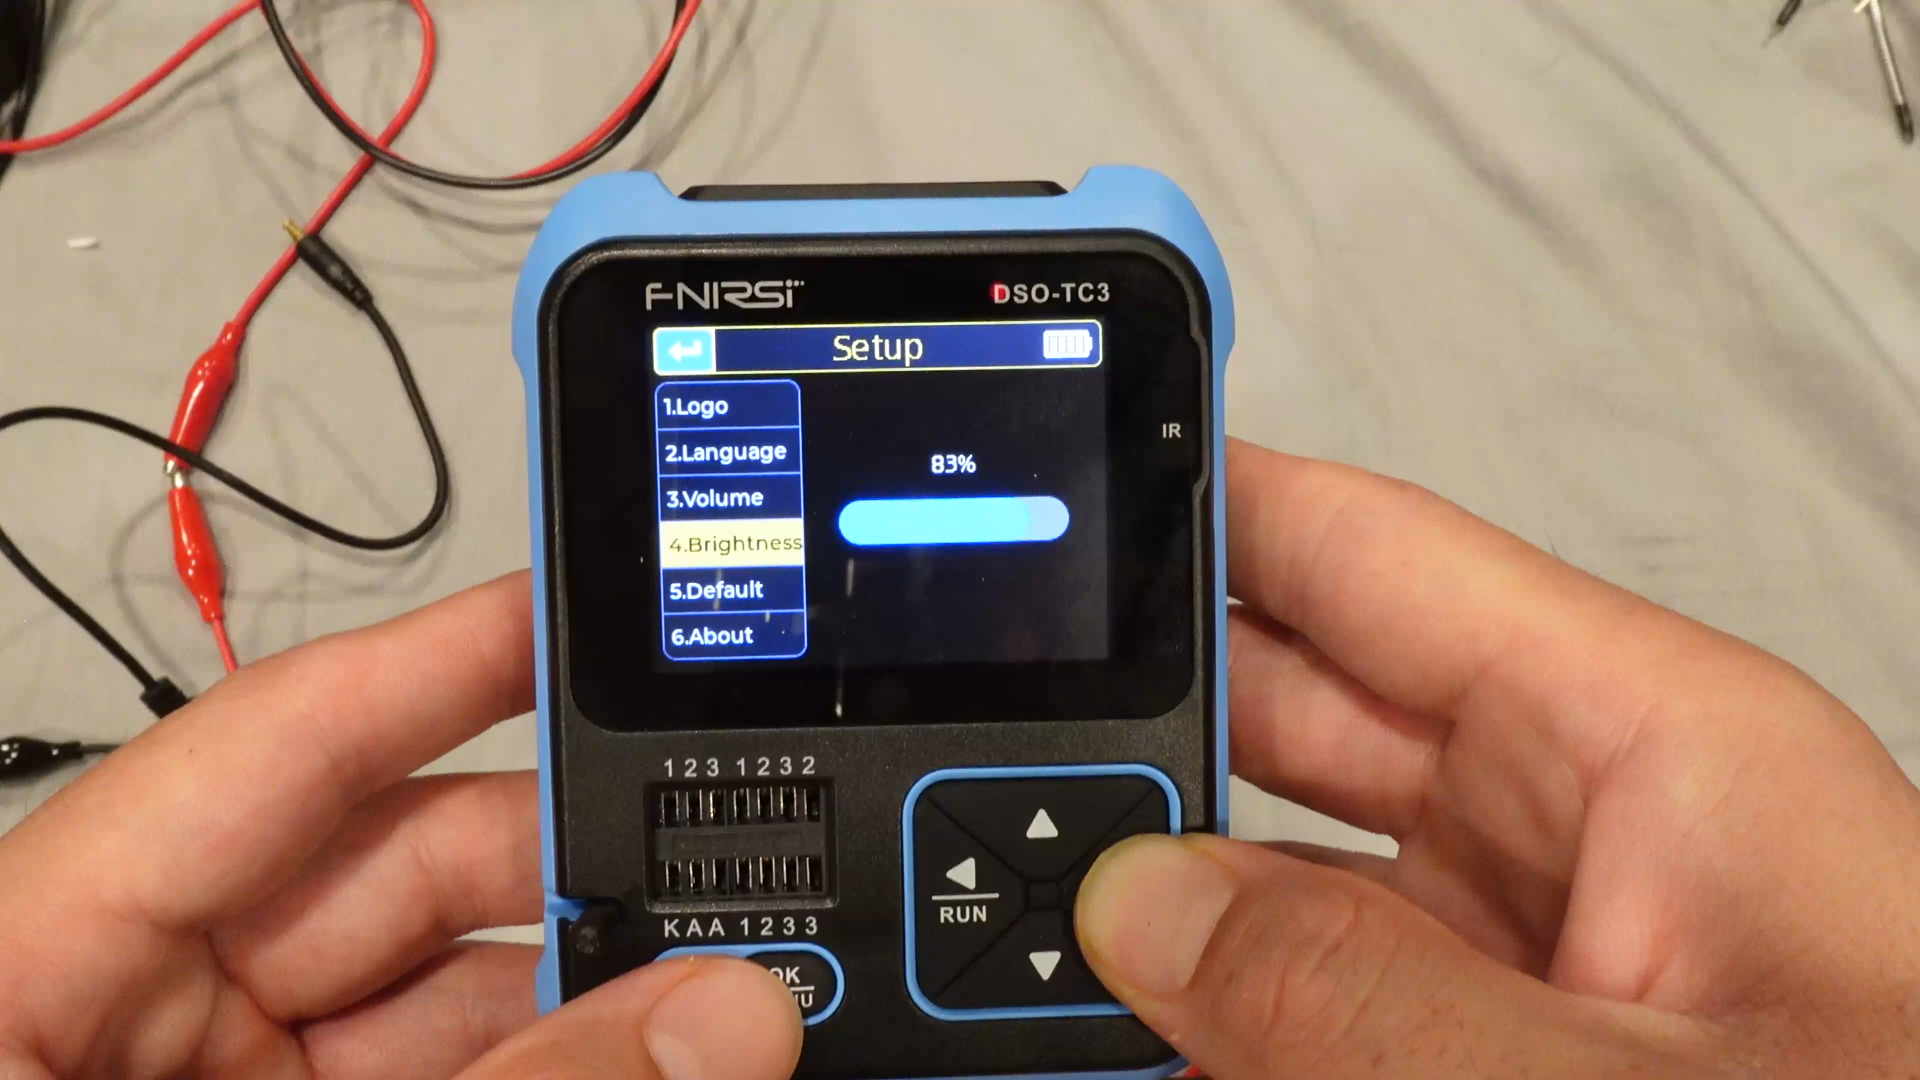 FNIRSI
DSO-TC3
Setup
1.Logo
2.Language
3.Volume
4.Brightness
5.Default
6.About
83%
IR
1 2 3 1 2 3 2
K A A 1 2 3 3
RUN
OK